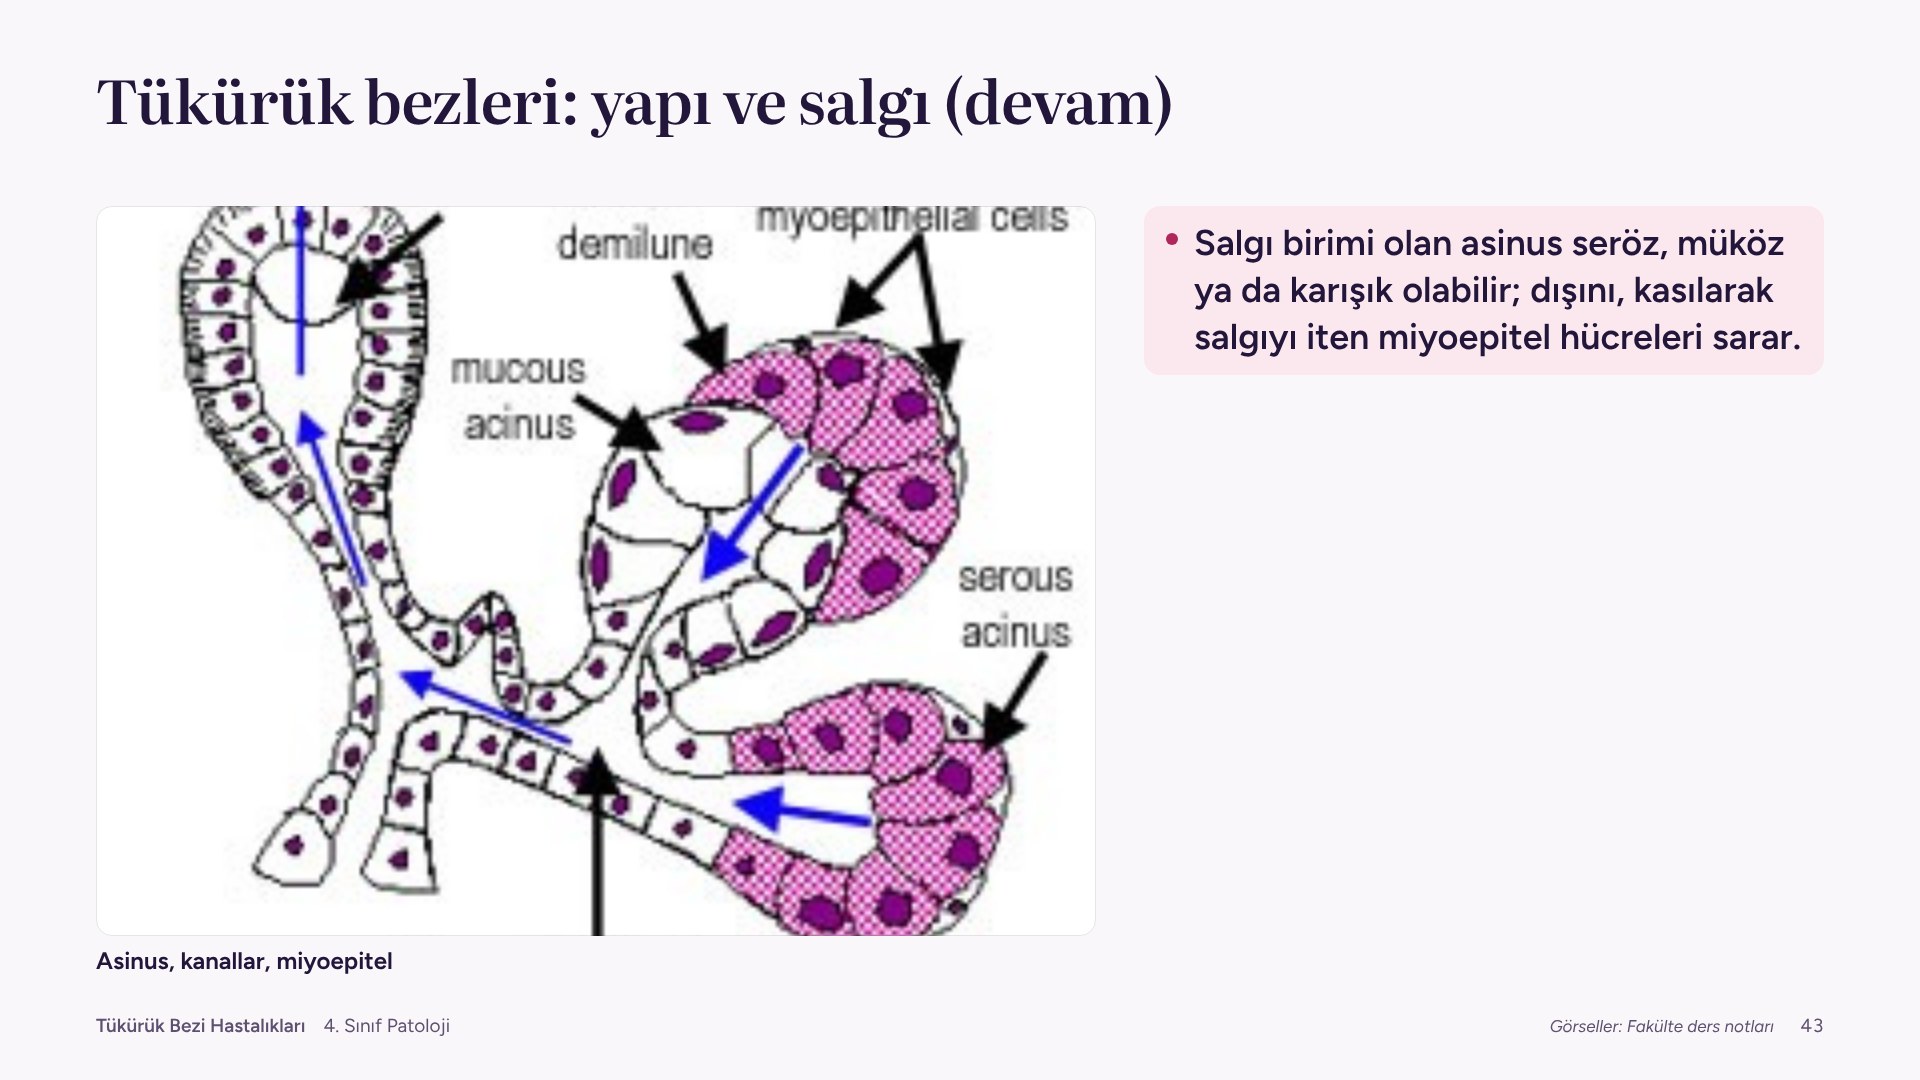 Tükürük bezleri: yapı ve salgı (devam)
myoepithelial cells
demilune
mucous
acinus
serous
acinus
Asinus, kanallar, miyoepitel
• Salgı birimi olan asinus seröz, müköz
ya da karışık olabilir; dışını, kasılarak
salgıyı iten miyoepitel hücreleri sarar.
Tükürük Bezi Hastalıkları 4. Sınıf Patoloji
Görseller: Fakülte ders notları 43